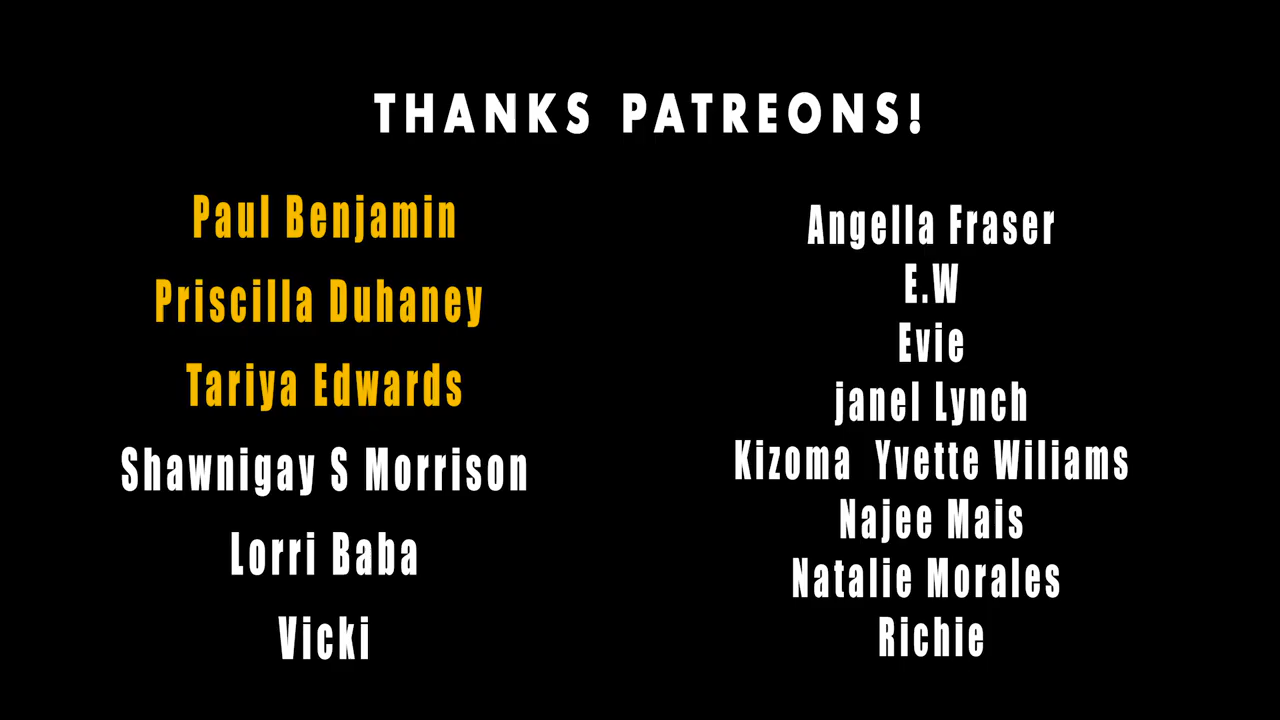 THANKS PATREONS!
Paul Benjamin
Priscilla Duhaney
Tariya Edwards
Shawnigay S Morrison
Lorri Baba
Vicki
Angella Fraser
E.W
Evie
janel Lynch
Kizoma  Yvette Wiliams
Najee Mais
Natalie Morales
Richie